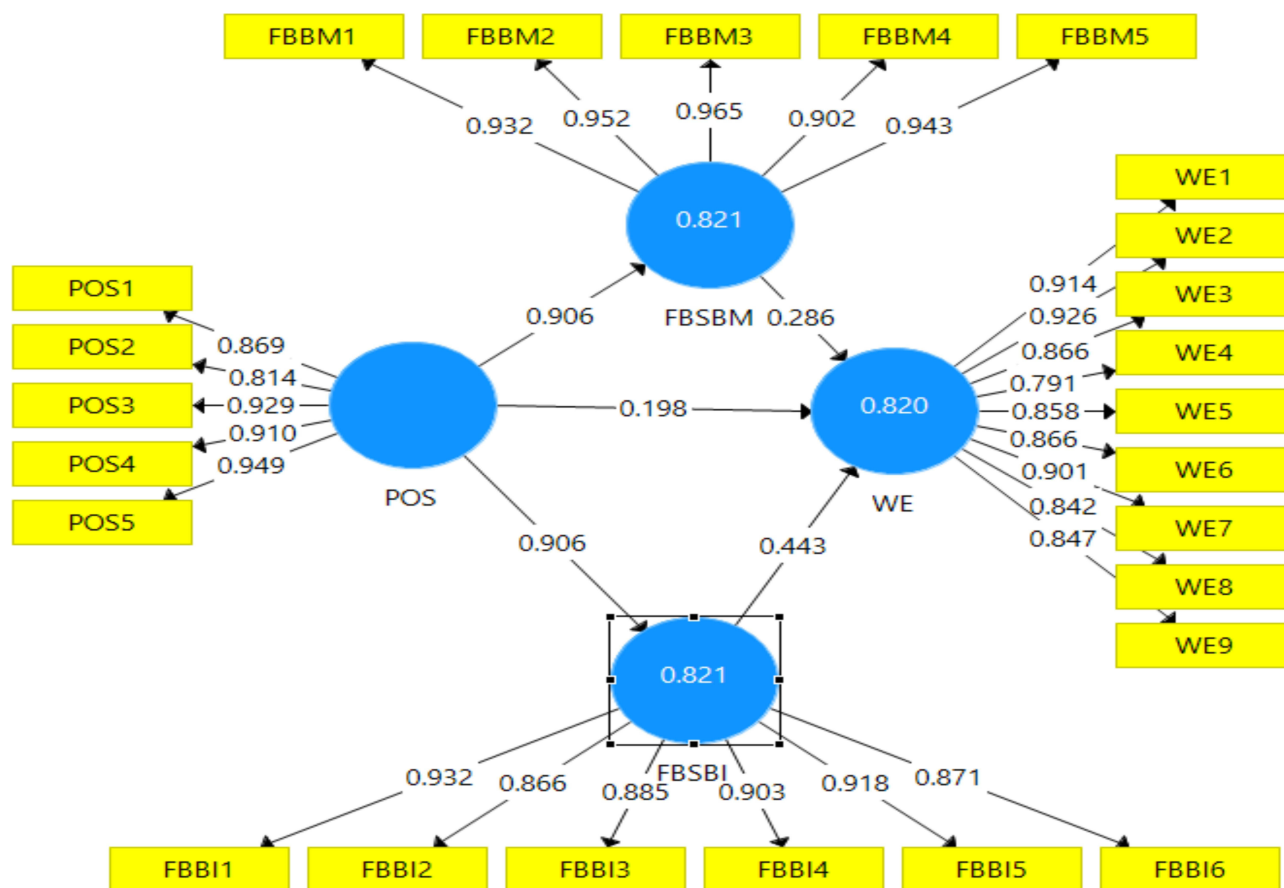 FBBM1 FBBM2 FBBM3 FBBM4 FBBM5
0.932 0.952 0.965 0.902 0.943
0.821
FBSBM
POS1
POS2
POS3
POS4
POS5
0.869
0.814
0.929
0.910
0.949
POS
0.906
0.286
0.198
0.906
0.443
0.820
WE
0.914
0.926
0.866
0.791
0.858
0.866
0.901
0.842
0.847
WE1
WE2
WE3
WE4
WE5
WE6
WE7
WE8
WE9
0.821
FBSBI
0.932 0.866 0.885 0.903 0.918 0.871
FBBI1 FBBI2 FBBI3 FBBI4 FBBI5 FBBI6